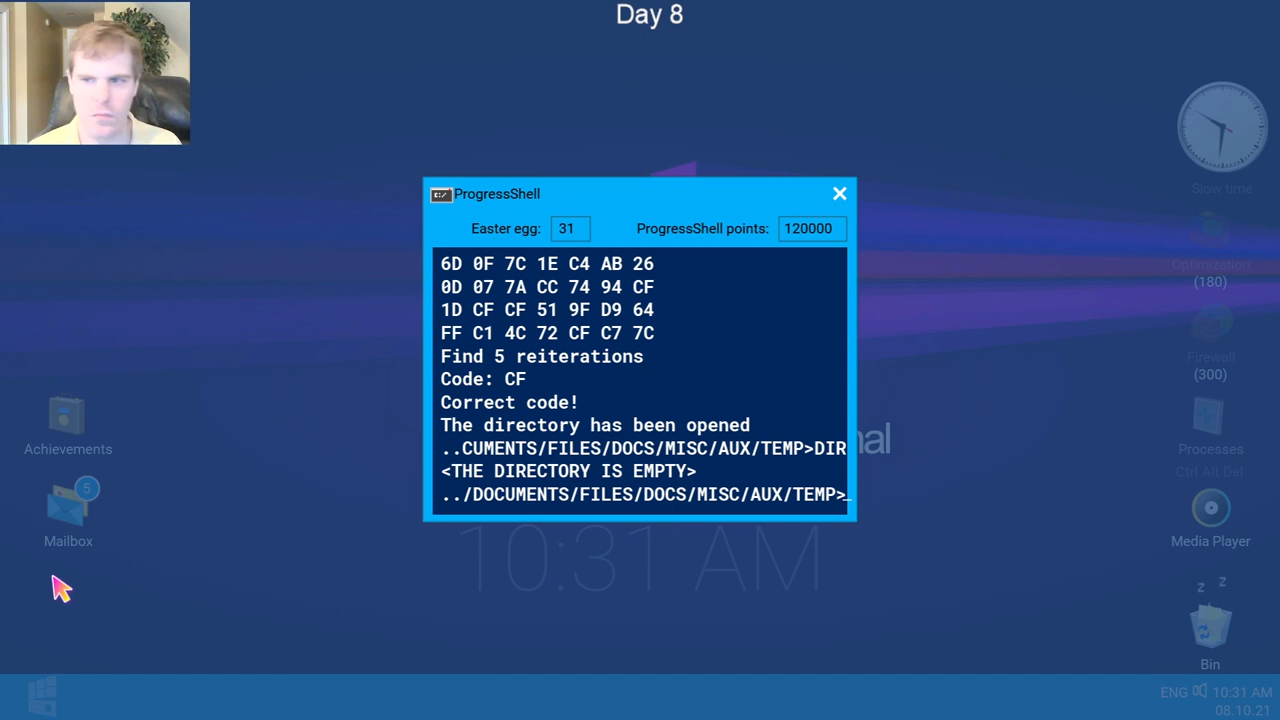 Day 8
ProgressShell
Easter egg: 31 ProgressShell points: 120000
6D 0F 7C 1E C4 AB 26
0D 07 7A CC 74 94 CF
1D CF CF 51 9F D9 64
FF C1 4C 72 CF C7 7C
Find 5 reiterations
Code: CF
Correct code!
The directory has been opened
..CUMENTS/FILES/DOCS/MISC/AUX/TEMP>DIR
<THE DIRECTORY IS EMPTY>
../DOCUMENTS/FILES/DOCS/MISC/AUX/TEMP>_
nal
10:31 AM
Achievements
5
Mailbox
Slow time
Optimization
(180)
Firewall
(300)
Processes
Ctrl Alt Del
Media Player
z z
Bin
ENG 10:31 AM
08.10.21